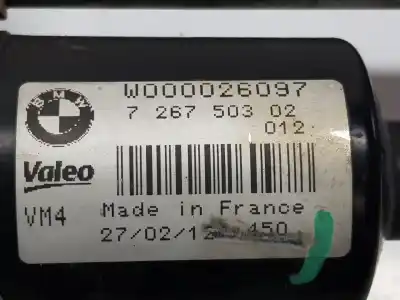 W000026097
BMW
7 267 503 02
012
Valeo
VM4 Made in France
27/02/12 450